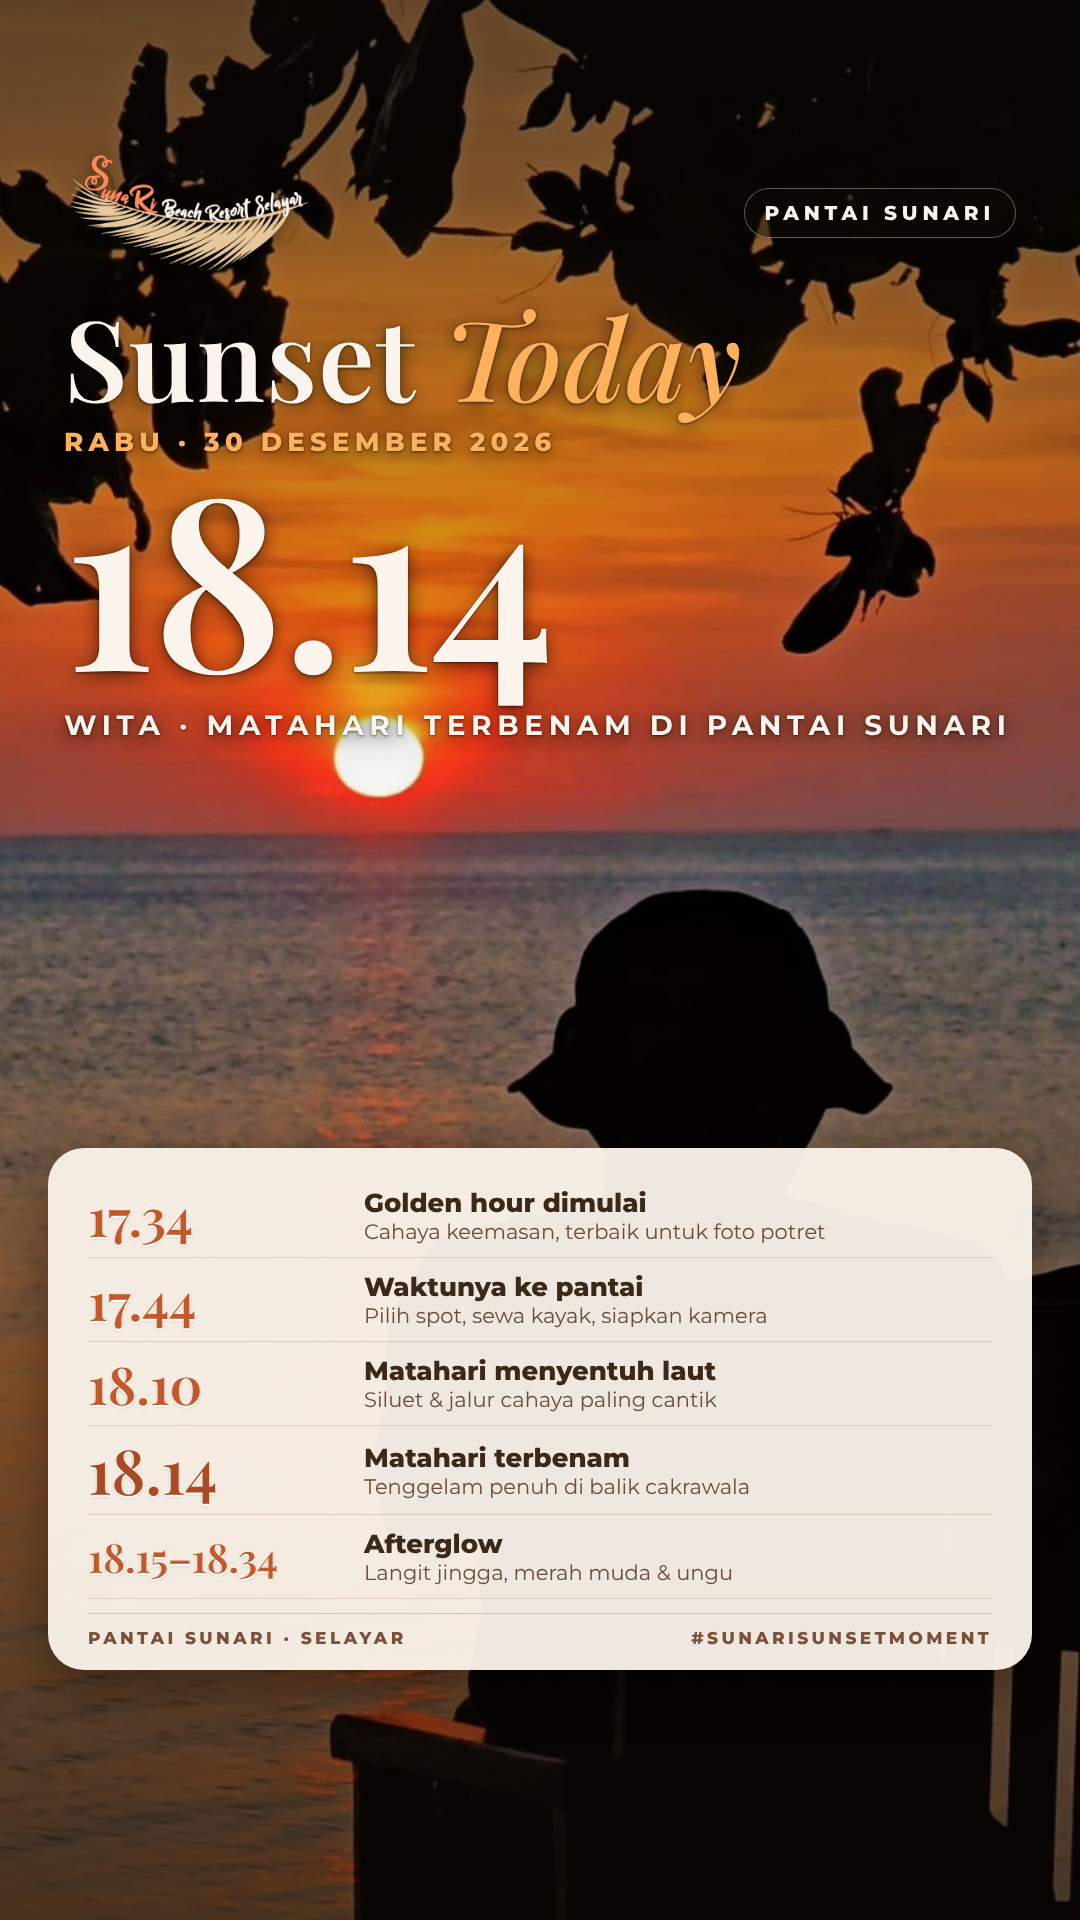 SunaRi Beach Resort Selayar
PANTAI SUNARI
Sunset Today
RABU · 30 DESEMBER 2026
18.14
WITA · MATAHARI TERBENAM DI PANTAI SUNARI
17.34
Golden hour dimulai
Cahaya keemasan, terbaik untuk foto potret
17.44
Waktunya ke pantai
Pilih spot, sewa kayak, siapkan kamera
18.10
Matahari menyentuh laut
Siluet & jalur cahaya paling cantik
18.14
Matahari terbenam
Tenggelam penuh di balik cakrawala
18.15–18.34
Afterglow
Langit jingga, merah muda & ungu
PANTAI SUNARI · SELAYAR
#SUNARISUNSETMOMENT